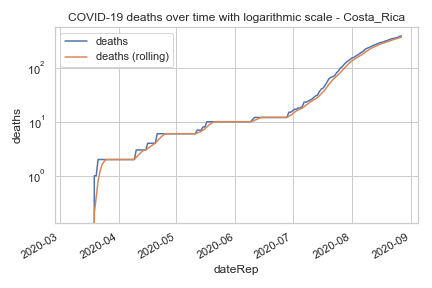 COVID-19 deaths over time with logarithmic scale - Costa_Rica
deaths
deaths (rolling)
10²
10¹
10⁰
deaths
2020-03
2020-04
2020-05
2020-06
2020-07
2020-08
2020-09
dateRep